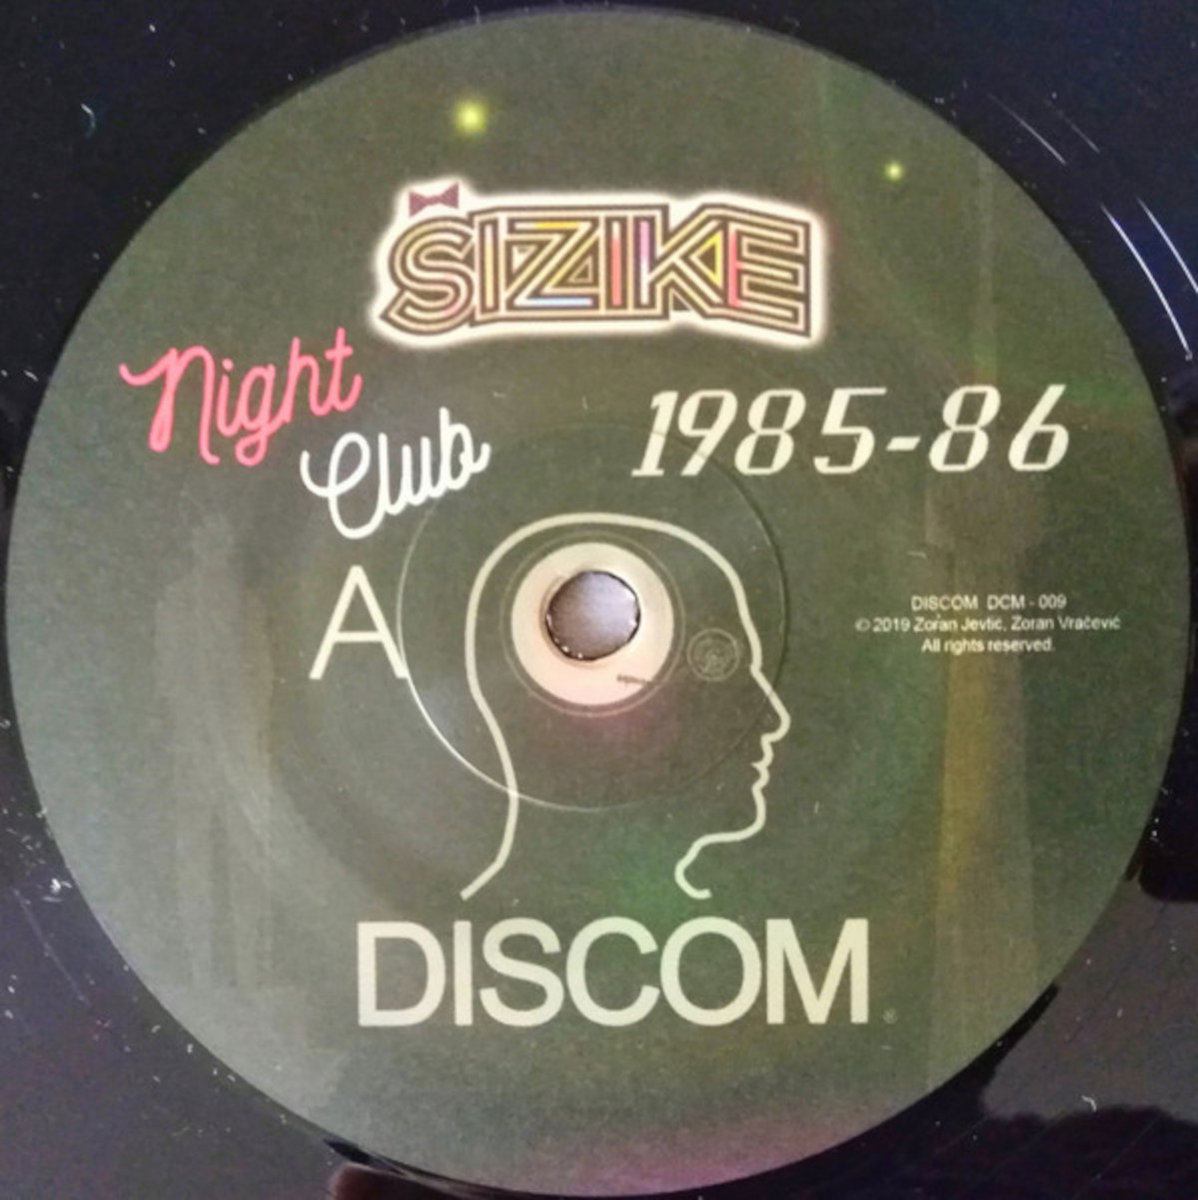 ŠIZIKE
Night
Club
1985-86
A
DISCOM DCM - 009
© 2019 Zoran Jevtić, Zoran Vračević
All rights reserved.
DISCOM ®